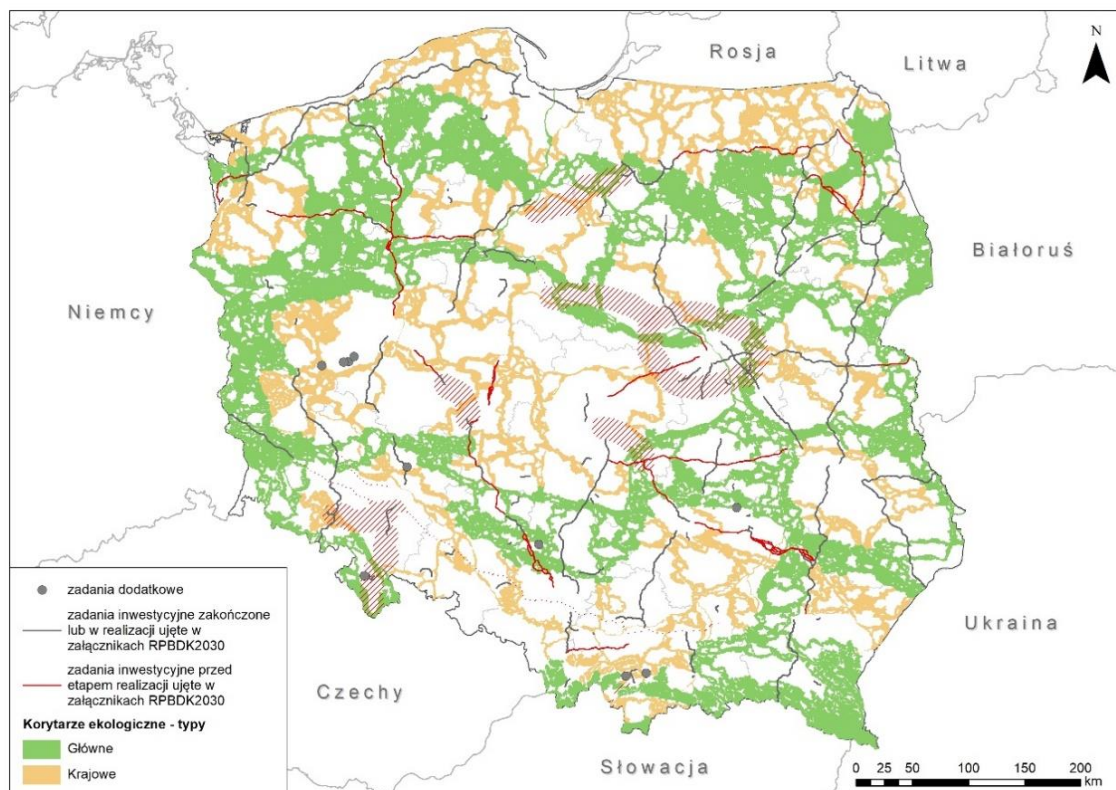 Rosja
Litwa
N
Białoruś
Niemcy
Ukraina
Czechy
Słowacja
zadania dodatkowe
zadania inwestycyjne zakończone
lub w realizacji ujęte w
załącznikach RPBDK2030
zadania inwestycyjne przed
etapem realizacji ujęte w
załącznikach RPBDK2030
Korytarze ekologiczne - typy
Główne
Krajowe
0 25 50 100 150 200
km